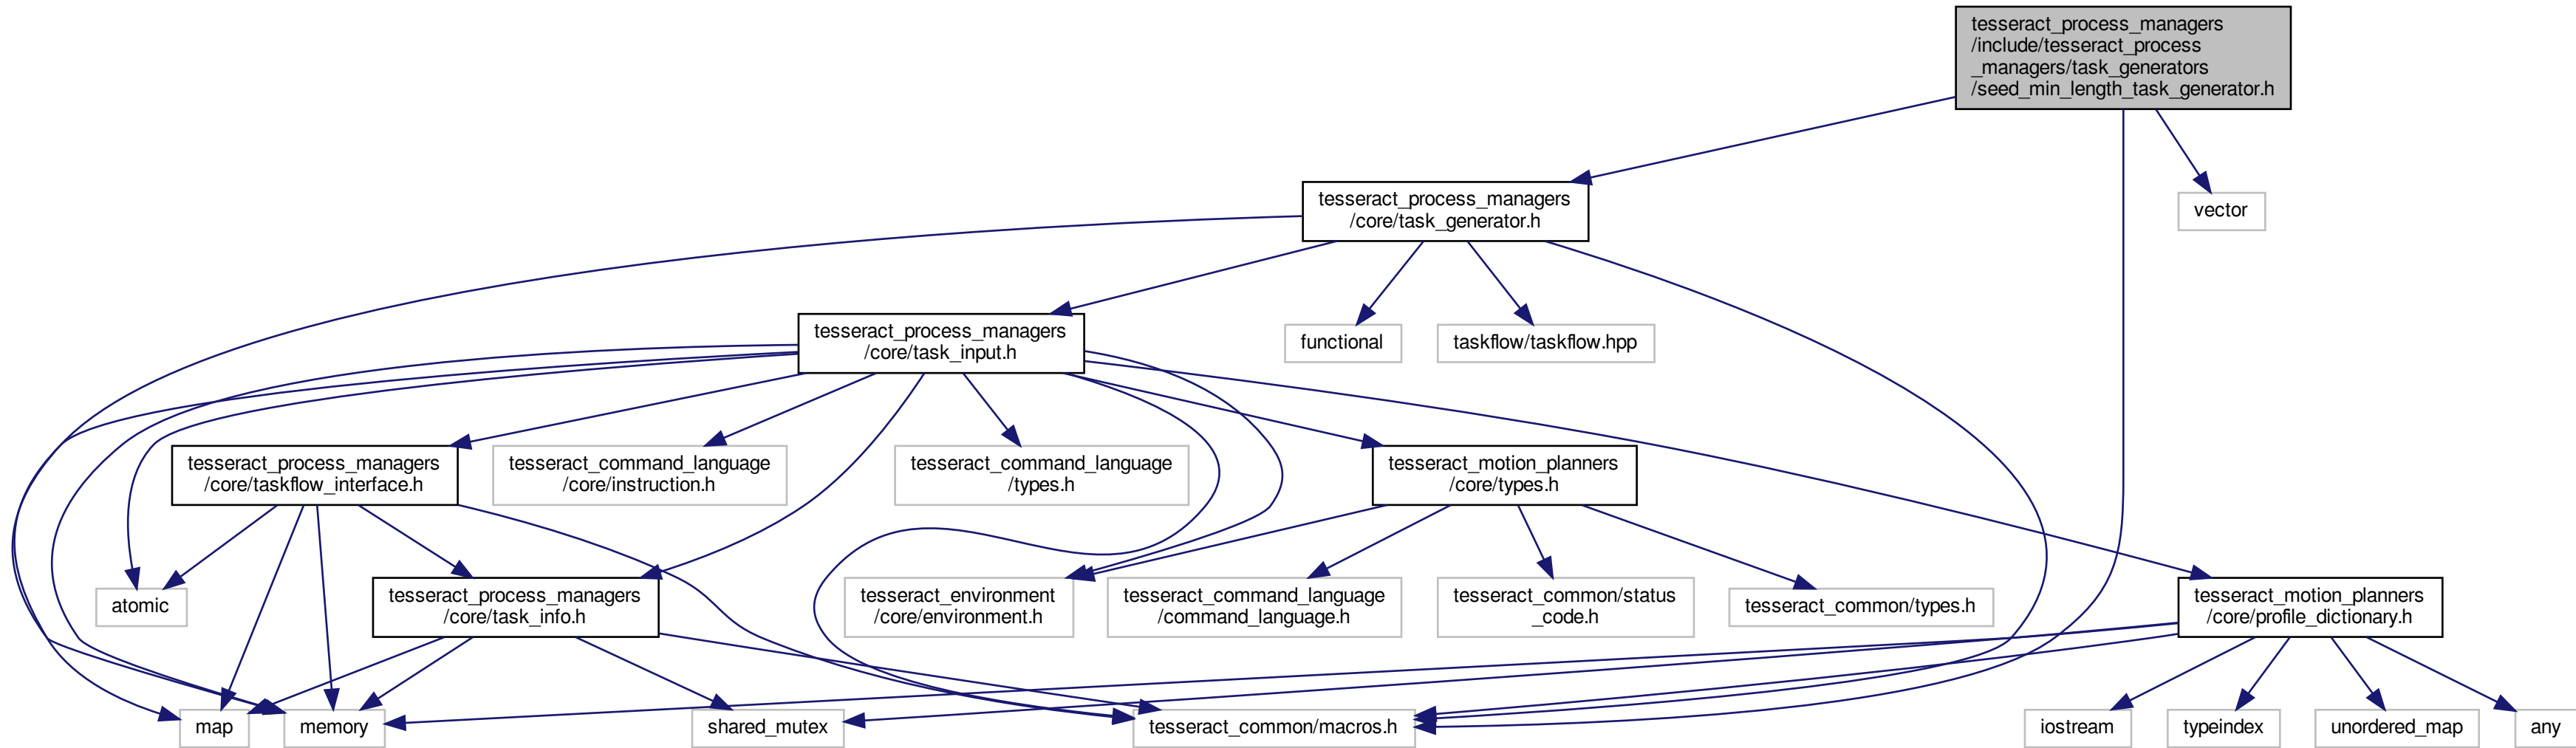 tesseract_process_managers
/include/tesseract_process
_managers/task_generators
/seed_min_length_task_generator.h
tesseract_process_managers
/core/task_generator.h
vector
tesseract_process_managers
/core/task_input.h
functional
taskflow/taskflow.hpp
tesseract_process_managers
/core/taskflow_interface.h
tesseract_command_language
/core/instruction.h
tesseract_command_language
/types.h
tesseract_motion_planners
/core/types.h
atomic
tesseract_process_managers
/core/task_info.h
tesseract_environment
/core/environment.h
tesseract_command_language
/command_language.h
tesseract_common/status
_code.h
tesseract_common/types.h
tesseract_motion_planners
/core/profile_dictionary.h
map
memory
shared_mutex
tesseract_common/macros.h
iostream
typeindex
unordered_map
any